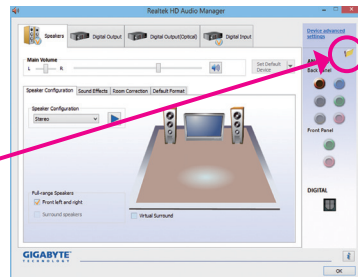 Realtek HD Audio Manager
Speakers
Digital Output
Digital Output(Optical)
Digital Input
Device advanced
settings
Main Volume
L
R
Set Default
Device
Back Panel
Speaker Configuration
Sound Effects
Room Correction
Default Format
Speaker Configuration
Stereo
Front Panel
Full-range Speakers
Front left and right
Surround speakers
Virtual Surround
DIGITAL
GIGABYTE
TECHNOLOGY
OK